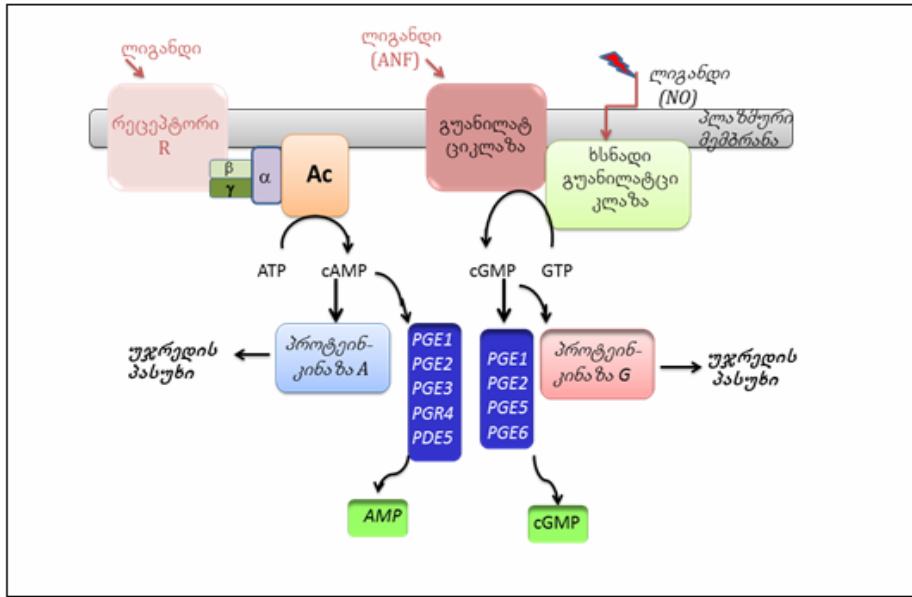 ლიგანდი
ლიგანდი
(ANF)
ლიგანდი
(NO)
რეცეპტორი
R
გუანილატ
ციკლაზა
პლაზმური
მემბრანა
β
γ
α
Ac
ხსნადი
გუანილატცი
კლაზა
ATP
cAMP
cGMP
GTP
უჯრედის
პასუხი
პროტეინ-
კინაზა A
PGE1
PGE2
PGE3
PGR4
PDE5
PGE1
PGE2
PGE5
PGE6
პროტეინ-
კინაზა G
უჯრედის
პასუხი
AMP
cGMP